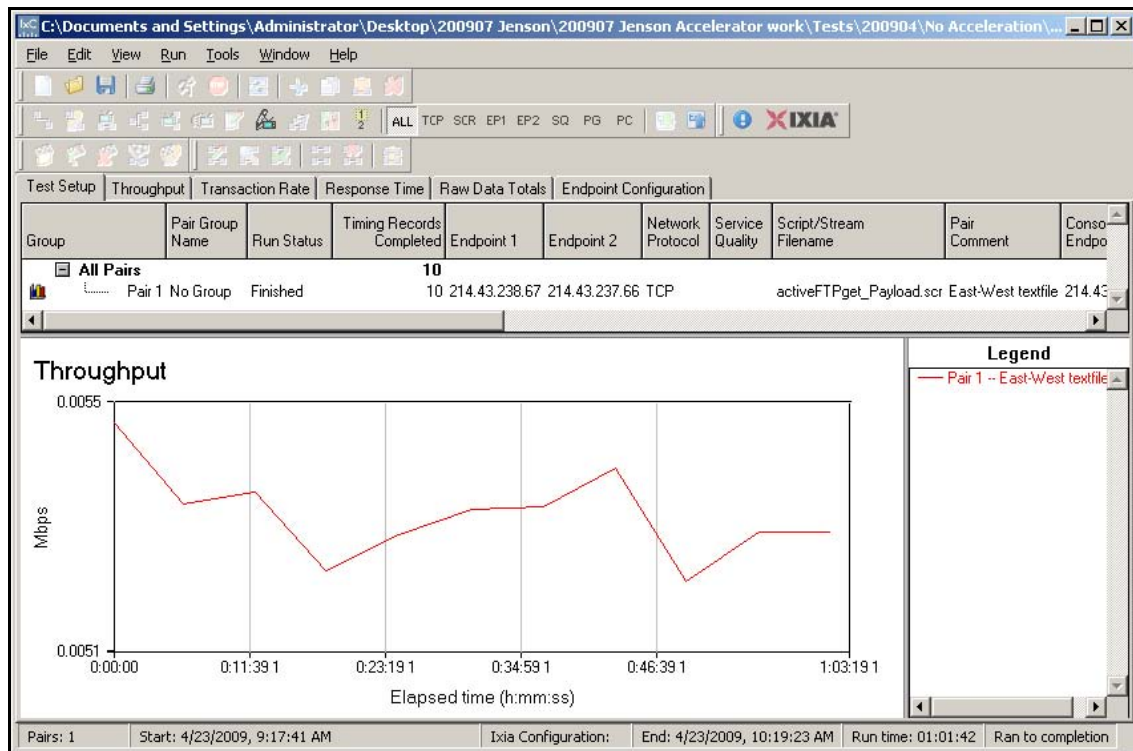 C:\Documents and Settings\Administrator\Desktop\200907 Jenson\200907 Jenson Accelerator work\Tests\200904\No Acceleration\...
File Edit View Run Tools Window Help
1 2 ALL TCP SCR EP1 EP2 SQ PG PC XIXIA
Test Setup Throughput Transaction Rate Response Time Raw Data Totals Endpoint Configuration
Group Pair Group Name Run Status Timing Records Completed Endpoint 1 Endpoint 2 Network Protocol Service Quality Script/Stream Filename Pair Comment Conso Endpo
All Pairs 10
Pair 1 No Group Finished 10 214.43.238.67 214.43.237.66 TCP activeFTPget_Payload.scr East-West textfile 214.43
Throughput
0.0055
Mbps
0.0051
0:00:00 0:11:39 1 0:23:19 1 0:34:59 1 0:46:39 1 1:03:19 1
Elapsed time (h:mm:ss)
Legend
Pair 1 -- East-West textfile
Pairs: 1 Start: 4/23/2009, 9:17:41 AM Ixia Configuration: End: 4/23/2009, 10:19:23 AM Run time: 01:01:42 Ran to completion